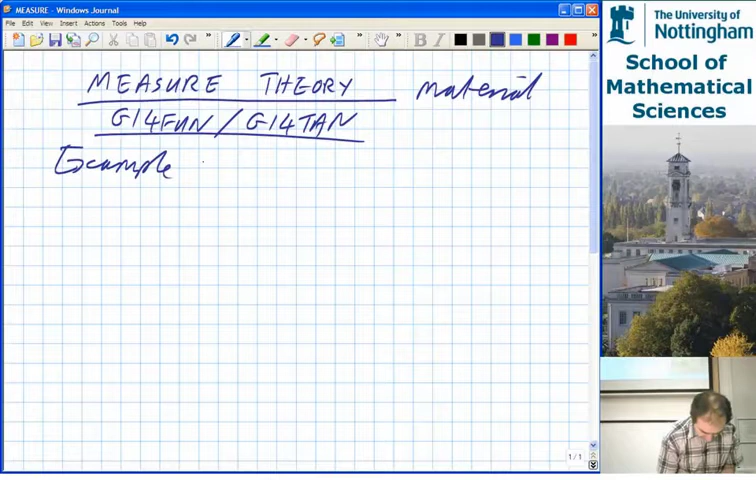 MEASURE - Windows Journal
File Edit View Insert Actions Tools Help
B I
MEASURE THEORY material
G14FUN / G14TAN
Example
1/1
The University of
Nottingham
School of
Mathematical
Sciences